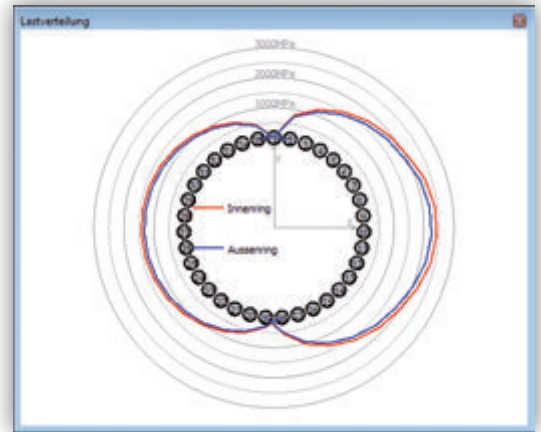 Lastverteilung
3000MPa
2000MPa
1000MPa
y
z
Innenring
Aussenring